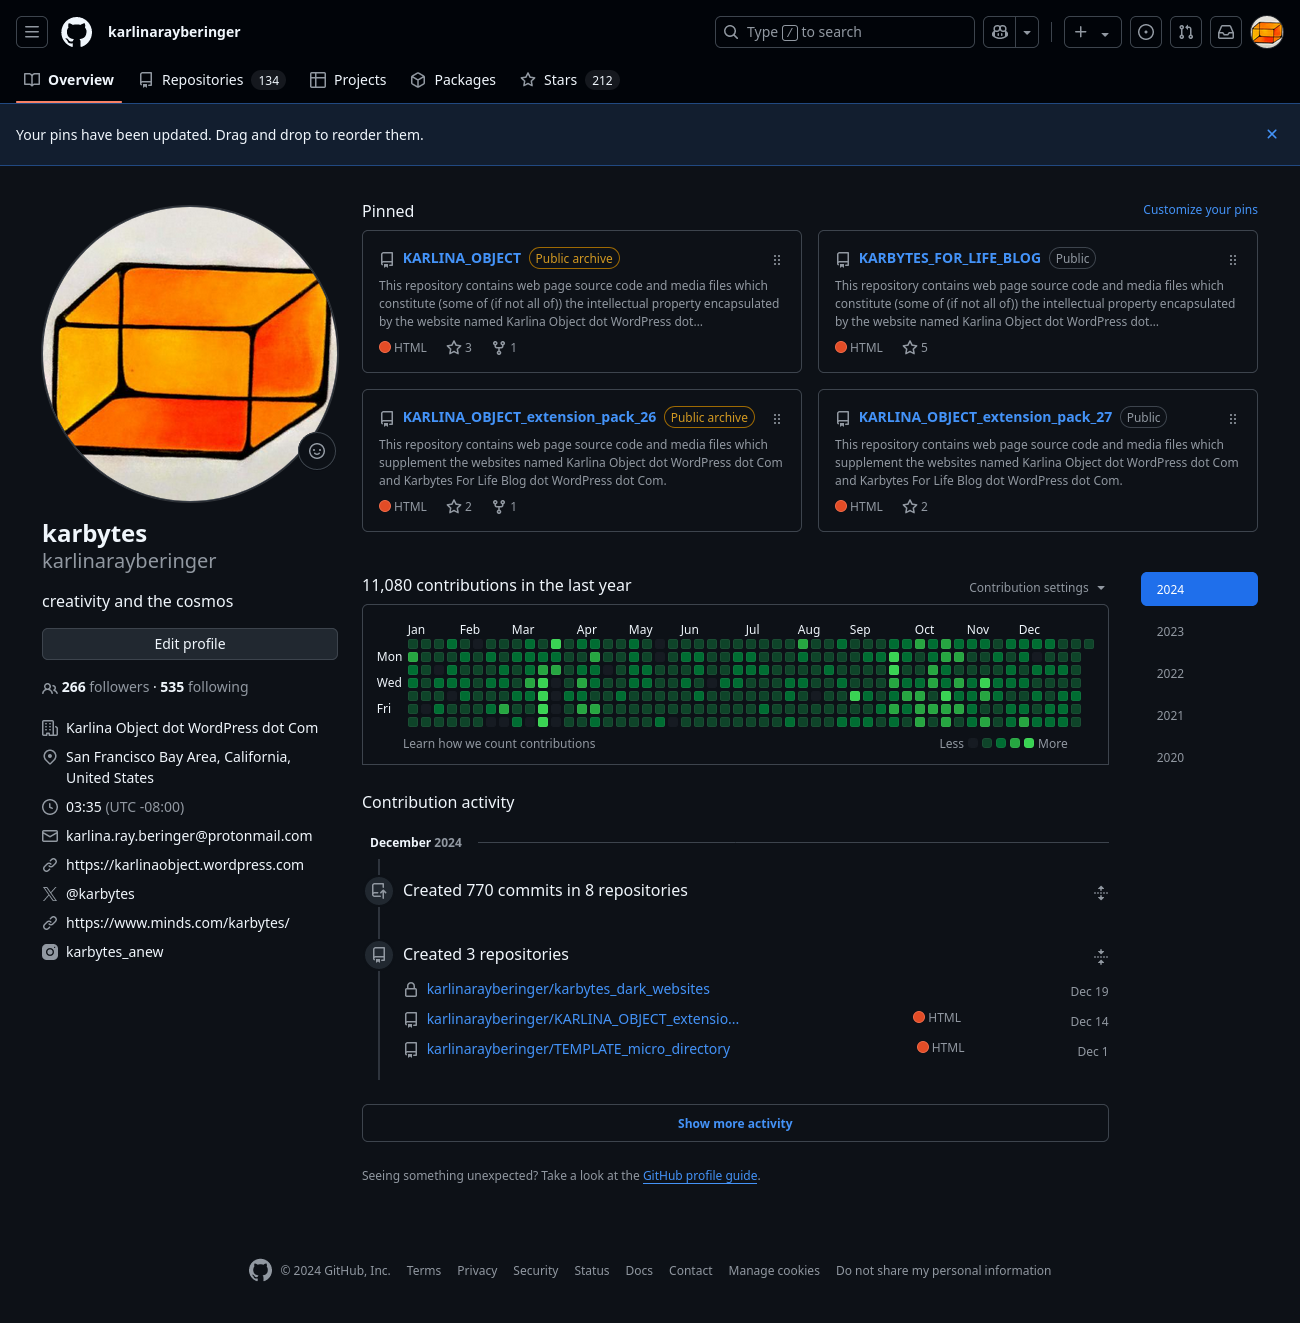 karlinarayberinger
Type / to search
Overview
Repositories 134
Projects
Packages
Stars 212
Your pins have been updated. Drag and drop to reorder them.
karbytes
karlinarayberinger
creativity and the cosmos
Edit profile
266 followers · 535 following
Karlina Object dot WordPress dot Com
San Francisco Bay Area, California,
United States
03:35 (UTC -08:00)
karlina.ray.beringer@protonmail.com
https://karlinaobject.wordpress.com
@karbytes
https://www.minds.com/karbytes/
karbytes_anew
Pinned
Customize your pins
KARLINA_OBJECT Public archive
This repository contains web page source code and media files which
constitute (some of (if not all of)) the intellectual property encapsulated
by the website named Karlina Object dot WordPress dot...
HTML 3 1
KARBYTES_FOR_LIFE_BLOG Public
This repository contains web page source code and media files which
constitute (some of (if not all of)) the intellectual property encapsulated
by the website named Karlina Object dot WordPress dot...
HTML 5
KARLINA_OBJECT_extension_pack_26 Public archive
This repository contains web page source code and media files which
supplement the websites named Karlina Object dot WordPress dot Com
and Karbytes For Life Blog dot WordPress dot Com.
HTML 2 1
KARLINA_OBJECT_extension_pack_27 Public
This repository contains web page source code and media files which
supplement the websites named Karlina Object dot WordPress dot Com
and Karbytes For Life Blog dot WordPress dot Com.
HTML 2
11,080 contributions in the last year
Contribution settings
Jan Feb Mar Apr May Jun Jul Aug Sep Oct Nov Dec
Mon
Wed
Fri
Learn how we count contributions
Less More
2024
2023
2022
2021
2020
Contribution activity
December 2024
Created 770 commits in 8 repositories
Created 3 repositories
karlinarayberinger/karbytes_dark_websites Dec 19
karlinarayberinger/KARLINA_OBJECT_extensio... HTML Dec 14
karlinarayberinger/TEMPLATE_micro_directory HTML Dec 1
Show more activity
Seeing something unexpected? Take a look at the GitHub profile guide.
© 2024 GitHub, Inc. Terms Privacy Security Status Docs Contact Manage cookies Do not share my personal information